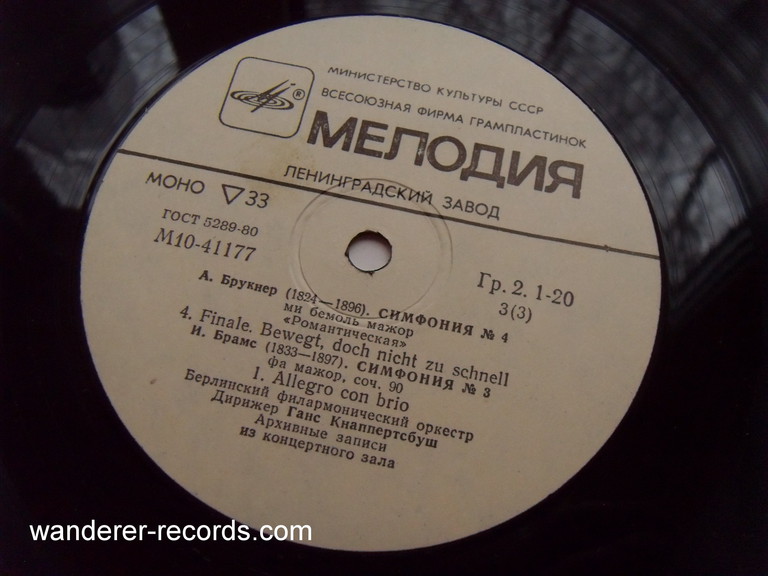 ®
МИНИСТЕРСТВО КУЛЬТУРЫ СССР
ВСЕСОЮЗНАЯ ФИРМА ГРАМПЛАСТИНОК
МЕЛОДИЯ
ЛЕНИНГРАДСКИЙ ЗАВОД
МОНО ▽ 33
ГОСТ 5289-80
М10-41177
Гр. 2. 1-20
3(3)
А. Брукнер (1824—1896). СИМФОНИЯ № 4
ми бемоль мажор
«Романтическая»
4. Finale. Bewegt, doch nicht zu schnell
И. Брамс (1833—1897). СИМФОНИЯ № 3
фа мажор, соч. 90
1. Allegro con brio
Берлинский филармонический оркестр
Дирижер Ганс Кнаппертсбуш
Архивные записи
из концертного зала
wanderer-records.com